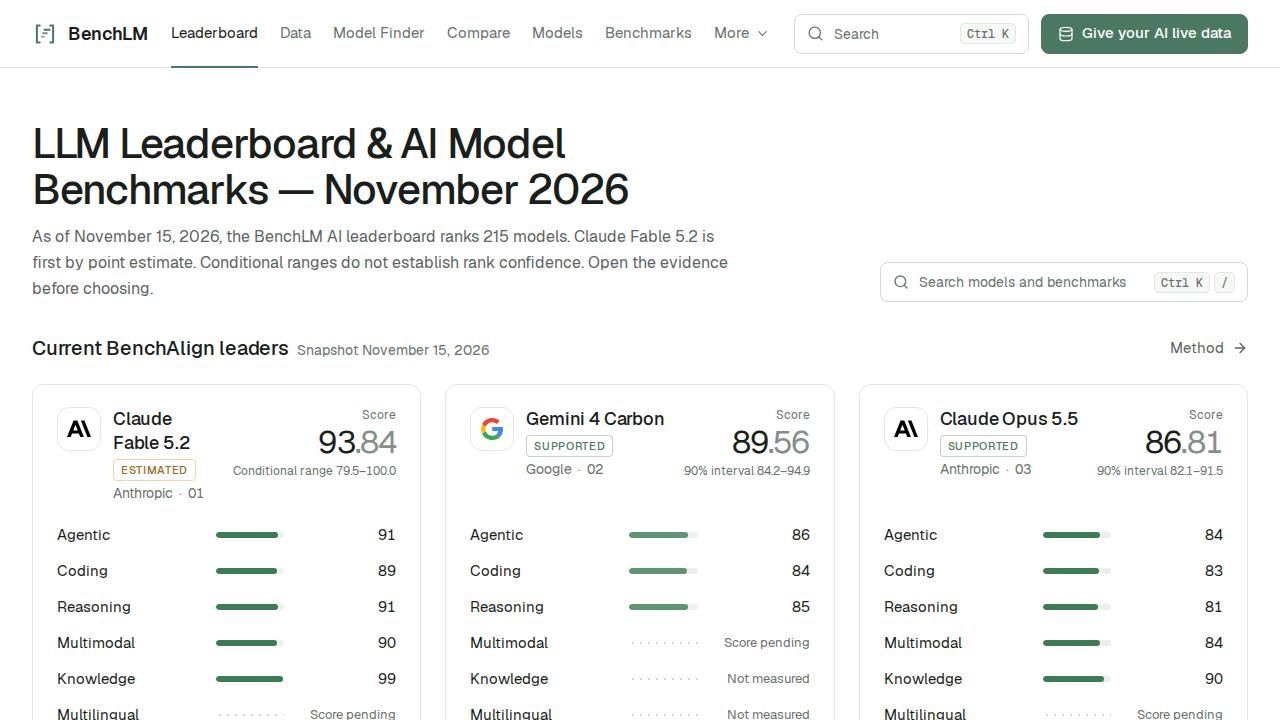 BenchLM
Leaderboard
Data
Model Finder
Compare
Models
Benchmarks
More
Search
Ctrl K
Give your AI live data
LLM Leaderboard & AI Model
Benchmarks — November 2026
As of November 15, 2026, the BenchLM AI leaderboard ranks 215 models. Claude Fable 5.2 is
first by point estimate. Conditional ranges do not establish rank confidence. Open the evidence
before choosing.
Search models and benchmarks
Ctrl K
/
Current BenchAlign leaders
Snapshot November 15, 2026
Method
Claude
Fable 5.2
ESTIMATED
Anthropic · 01
Score
93.84
Conditional range 79.5–100.0
Agentic 91
Coding 89
Reasoning 91
Multimodal 90
Knowledge 99
Multilingual Score pending
Gemini 4 Carbon
SUPPORTED
Google · 02
Score
89.56
90% interval 84.2–94.9
Agentic 86
Coding 84
Reasoning 85
Multimodal Score pending
Knowledge Not measured
Multilingual Not measured
Claude Opus 5.5
SUPPORTED
Anthropic · 03
Score
86.81
90% interval 82.1–91.5
Agentic 84
Coding 83
Reasoning 81
Multimodal 84
Knowledge 90
Multilingual Score pending